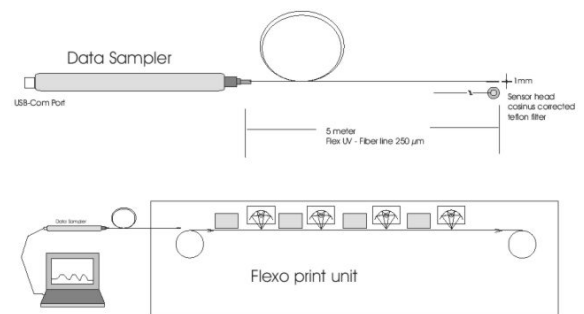 Data Sampler
USB-Com Port
1mm
Sensor head
cosinus corrected
teflon filter
5 meter
Flex UV - Fiber line 250 µm
Data Sampler
Flexo print unit